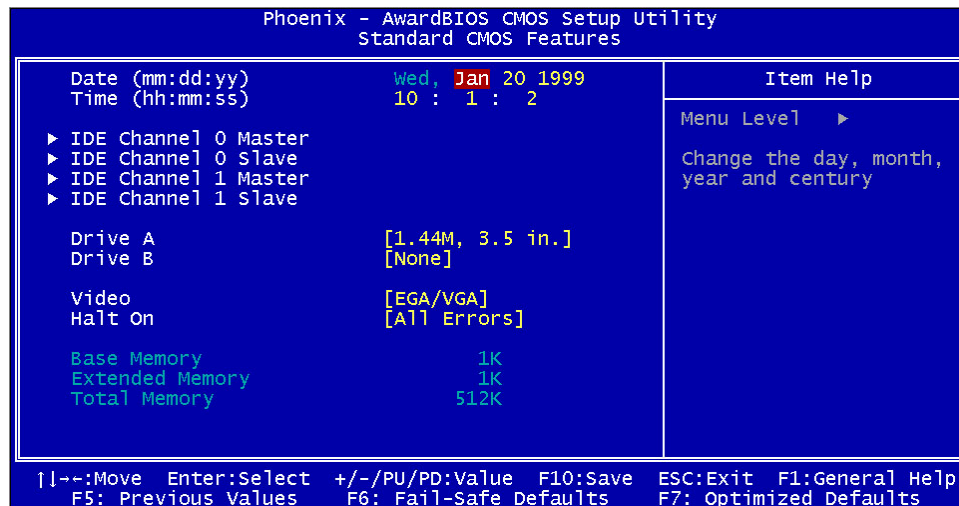 Phoenix - AwardBIOS CMOS Setup Utility
Standard CMOS Features
Date (mm:dd:yy) Wed, Jan 20 1999
Time (hh:mm:ss) 10 : 1 : 2
▶ IDE Channel 0 Master
▶ IDE Channel 0 Slave
▶ IDE Channel 1 Master
▶ IDE Channel 1 Slave
Drive A [1.44M, 3.5 in.]
Drive B [None]
Video [EGA/VGA]
Halt On [All Errors]
Base Memory 1K
Extended Memory 1K
Total Memory 512K
Item Help
Menu Level ▶
Change the day, month,
year and century
↑↓→←:Move Enter:Select +/-/PU/PD:Value F10:Save ESC:Exit F1:General Help
F5: Previous Values F6: Fail-Safe Defaults F7: Optimized Defaults